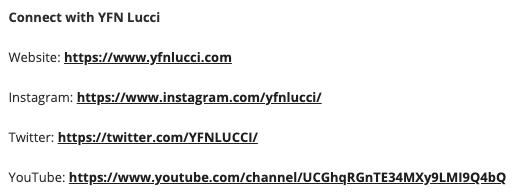 Connect with YFN Lucci
Website: https://www.yfnlucci.com
Instagram: https://www.instagram.com/yfnlucci/
Twitter: https://twitter.com/YFNLUCCI/
YouTube: https://www.youtube.com/channel/UCGhqRGnTE34MXy9LMI9Q4bQ